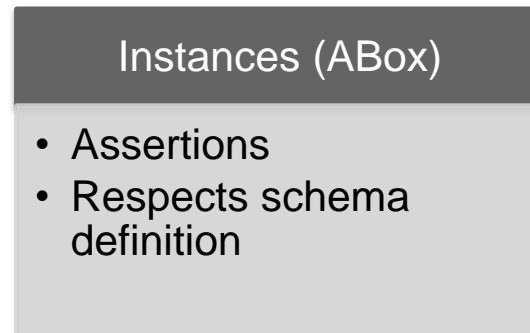 Instances (ABox)
• Assertions
• Respects schema
definition